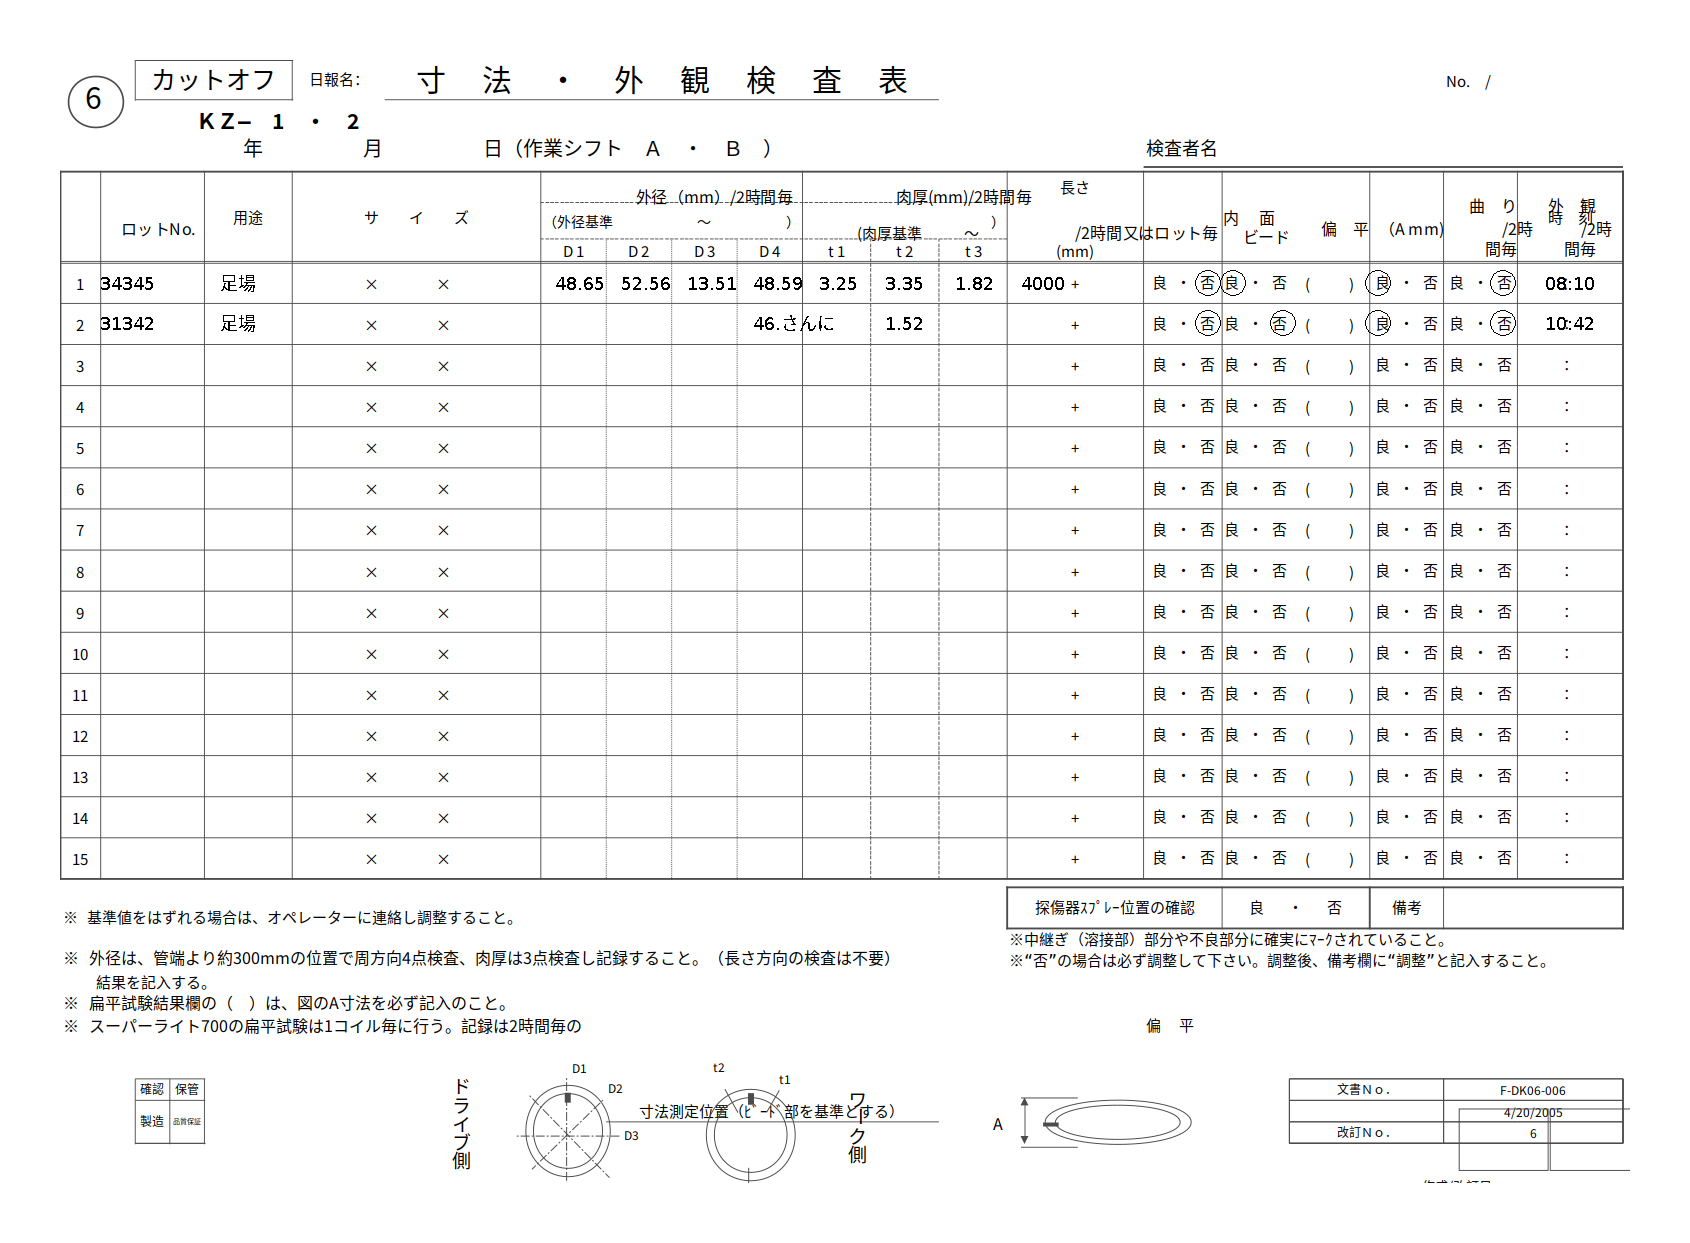 6
カットオフ 日報名： 寸 法 ・ 外 観 検 査 表 No. /
ＫＺ− 1 ・ 2
年 月 日（作業シフト Ａ ・ Ｂ ） 検査者名
ロットNo. 用途 サ イ ズ 外径（mm）/2時間毎 肉厚(mm)/2時間毎 長さ
（外径基準 ～ ） (肉厚基準 ～ ）
/2時間又はロット毎 (mm)
内 面 ビード 偏 平 （Ａmm) 曲 り /2時間毎 外 観 /2時間毎 時 刻
D1 D2 D3 D4 t1 t2 t3
1 34345 足場 × × 48.65 52.56 13.51 48.59 3.25 3.35 1.82 4000 + 良 ・ 否 良 ・ 否 ( ) 良 ・ 否 良 ・ 否 08:10
2 31342 足場 × × 46.さんに 1.52 + 良 ・ 否 良 ・ 否 ( ) 良 ・ 否 良 ・ 否 10:42
3 × × + 良 ・ 否 良 ・ 否 ( ) 良 ・ 否 良 ・ 否 :
4 × × + 良 ・ 否 良 ・ 否 ( ) 良 ・ 否 良 ・ 否 :
5 × × + 良 ・ 否 良 ・ 否 ( ) 良 ・ 否 良 ・ 否 :
6 × × + 良 ・ 否 良 ・ 否 ( ) 良 ・ 否 良 ・ 否 :
7 × × + 良 ・ 否 良 ・ 否 ( ) 良 ・ 否 良 ・ 否 :
8 × × + 良 ・ 否 良 ・ 否 ( ) 良 ・ 否 良 ・ 否 :
9 × × + 良 ・ 否 良 ・ 否 ( ) 良 ・ 否 良 ・ 否 :
10 × × + 良 ・ 否 良 ・ 否 ( ) 良 ・ 否 良 ・ 否 :
11 × × + 良 ・ 否 良 ・ 否 ( ) 良 ・ 否 良 ・ 否 :
12 × × + 良 ・ 否 良 ・ 否 ( ) 良 ・ 否 良 ・ 否 :
13 × × + 良 ・ 否 良 ・ 否 ( ) 良 ・ 否 良 ・ 否 :
14 × × + 良 ・ 否 良 ・ 否 ( ) 良 ・ 否 良 ・ 否 :
15 × × + 良 ・ 否 良 ・ 否 ( ) 良 ・ 否 良 ・ 否 :
探傷器ｽﾌﾟﾚｰ位置の確認 良 ・ 否 備考
※ 基準値をはずれる場合は、オペレーターに連絡し調整すること。
※中継ぎ（溶接部）部分や不良部分に確実にﾏｰｸされていること。
※“否”の場合は必ず調整して下さい。調整後、備考欄に“調整”と記入すること。
※ 外径は、管端より約300mmの位置で周方向4点検査、肉厚は3点検査し記録すること。（長さ方向の検査は不要）
結果を記入する。
※ 扁平試験結果欄の（ ）は、図のA寸法を必ず記入のこと。
※ スーパーライト700の扁平試験は1コイル毎に行う。記録は2時間毎の
偏 平
確認 保管
製造 品質保証
ドライブ側
D1
D2
D3
t2
t1
寸法測定位置（ﾋﾞｰﾄﾞ部を基準とする）
ワーク側
A
文書Ｎｏ． F-DK06-006
4/20/2005
改訂Ｎｏ． 6